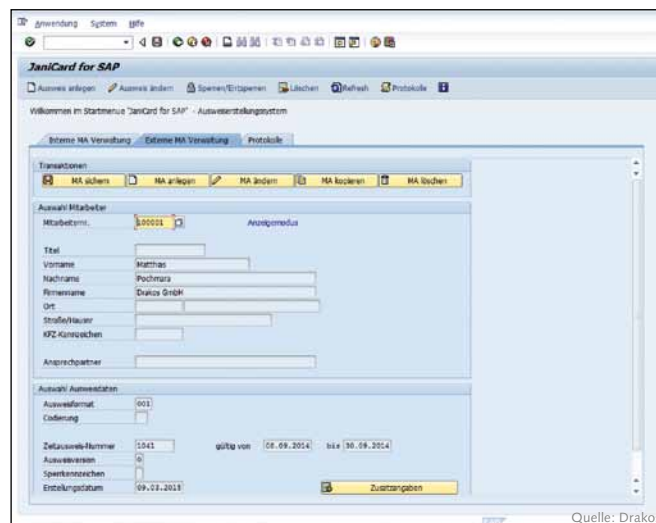 Anwendung System Hilfe
JaniCard for SAP
Ausweis anlegen Ausweis ändern Sperren/Entsperren Löschen Refresh Protokolle
Willkommen im Startmenue "JaniCard for SAP" - Ausweiserstellungssystem
Interne MA Verwaltung Externe MA Verwaltung Protokolle
Transaktionen
MA sichern MA anlegen MA ändern MA kopieren MA löschen
Auswahl Mitarbeiter
Mitarbeiternr. 100001 Anzeigemodus
Titel
Vorname Matthias
Nachname Pochmara
Firmenname Drakos GmbH
Ort
Straße/Hausnr
KFZ-Kennzeichen
Ansprechpartner
Auswahl Ausweisdaten
Ausweisformat 001
Codierung
Zeitausweis-Nummer 1041 gültig von 08.09.2014 bis 30.09.2014
Ausweisversion 0
Sperrkennzeichen
Erstellungsdatum 09.03.2015 Zusatzangaben
Quelle: Drako